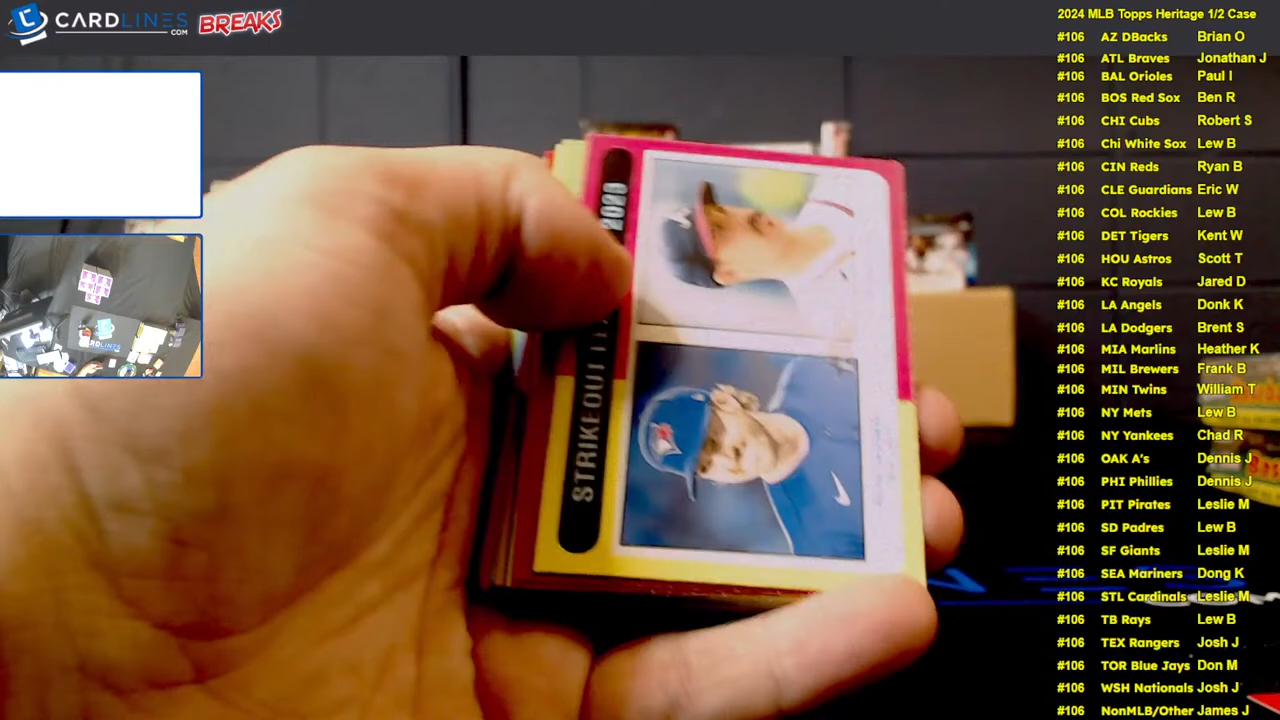 CARDLINES
.COM
BREAKS
2024 MLB Topps Heritage 1/2 Case
#106 AZ DBacks Brian O
#106 ATL Braves Jonathan J
#106 BAL Orioles Paul I
#106 BOS Red Sox Ben R
#106 CHI Cubs Robert S
#106 Chi White Sox Lew B
#106 CIN Reds Ryan B
#106 CLE Guardians Eric W
#106 COL Rockies Lew B
#106 DET Tigers Kent W
#106 HOU Astros Scott T
#106 KC Royals Jared D
#106 LA Angels Donk K
#106 LA Dodgers Brent S
#106 MIA Marlins Heather K
#106 MIL Brewers Frank B
#106 MIN Twins William T
#106 NY Mets Lew B
#106 NY Yankees Chad R
#106 OAK A's Dennis J
#106 PHI Phillies Dennis J
#106 PIT Pirates Leslie M
#106 SD Padres Lew B
#106 SF Giants Leslie M
#106 SEA Mariners Dong K
#106 STL Cardinals Leslie M
#106 TB Rays Lew B
#106 TEX Rangers Josh J
#106 TOR Blue Jays Don M
#106 WSH Nationals Josh J
#106 NonMLB/Other James J
2023
STRIKEOUT
CARDLINES